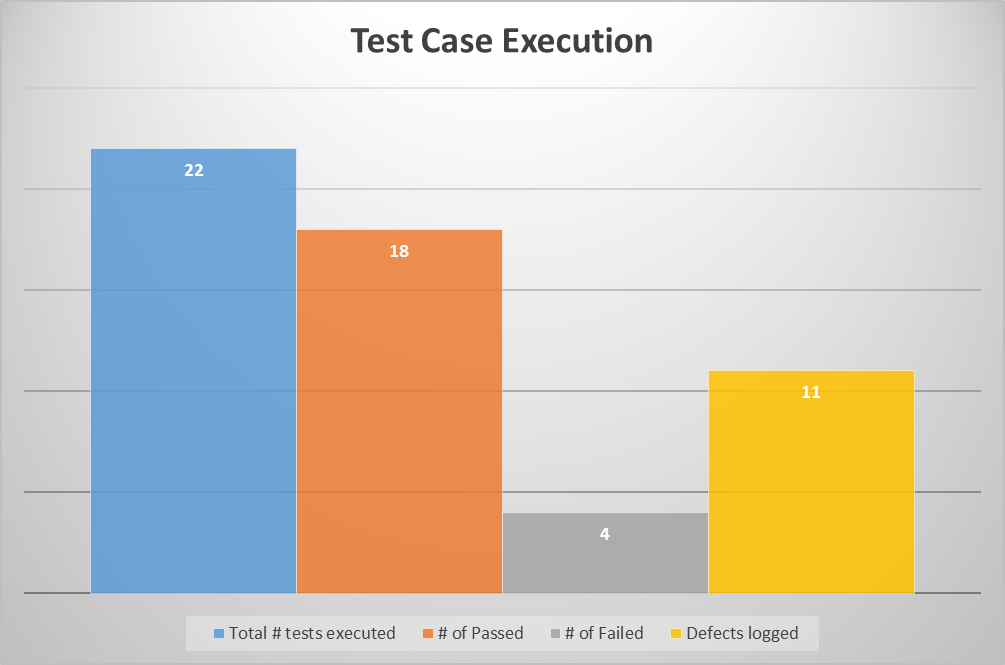 Test Case Execution
22
18
11
4
Total # tests executed # of Passed # of Failed Defects logged